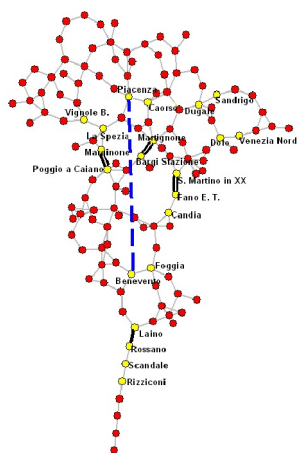 Piacenza
Sandrigo
Caorso
Dugale
Vignole B.
La Spezia
Martignone
Dolo
Venezia Nord
Marginone
Bargi Stazione
Poggio a Caiano
S. Martino in XX
Fano E. T.
Candia
Foggia
Benevento
Laino
Rossano
Scandale
Rizziconi